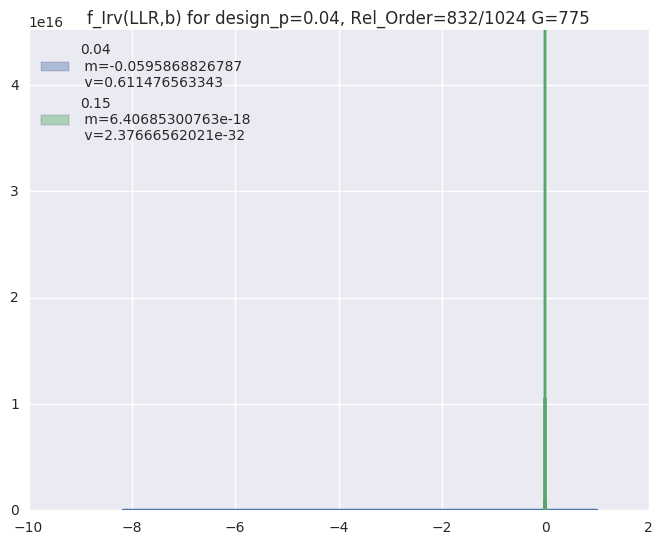 f_Irv(LLR,b) for design_p=0.04, Rel_Order=832/1024 G=775
1e16
0.04
m=-0.0595868826787
v=0.611476563343
0.15
m=6.40685300763e-18
v=2.37666562021e-32
4
3
2
1
0
−10 −8 −6 −4 −2 0 2